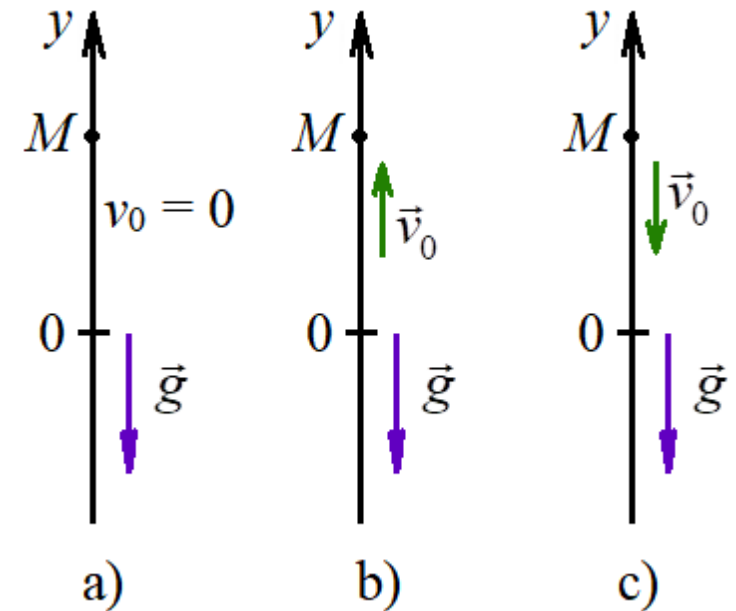 y y y
M M M
v₀ = 0 v⃗₀ v⃗₀
0 0 0
g⃗ g⃗ g⃗
a) b) c)